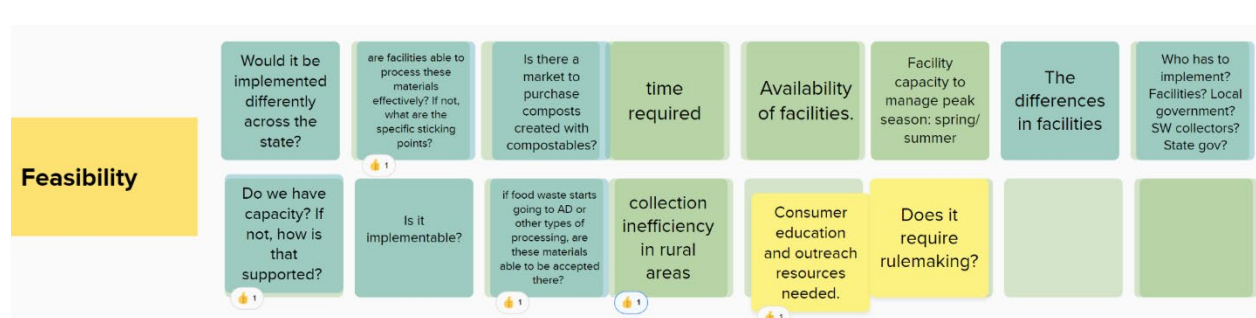 Feasibility
Would it be
implemented
differently
across the
state?
are facilities able to
process these
materials
effectively? If not,
what are the
specific sticking
points?
1
Is there a
market to
purchase
composts
created with
compostables?
time
required
Availability
of facilities.
Facility
capacity to
manage peak
season: spring/
summer
The
differences
in facilities
Who has to
implement?
Facilities? Local
government?
SW collectors?
State gov?
Do we have
capacity? If
not, how is
that
supported?
1
Is it
implementable?
if food waste starts
going to AD or
other types of
processing, are
these materials
able to be accepted
there?
1
collection
inefficiency
in rural
areas
1
Consumer
education
and outreach
resources
needed.
1
Does it
require
rulemaking?